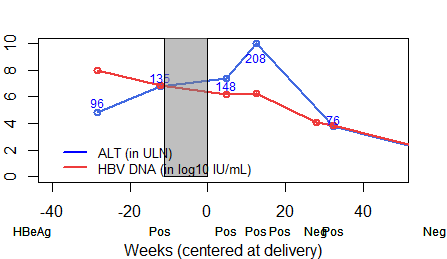 10
8
6
4
2
0
96
135
148
208
76
ALT (in ULN)
HBV DNA (in log10 IU/mL)
-40 -20 0 20 40
HBeAg Pos Pos Pos Pos Neg Pos Neg
Weeks (centered at delivery)